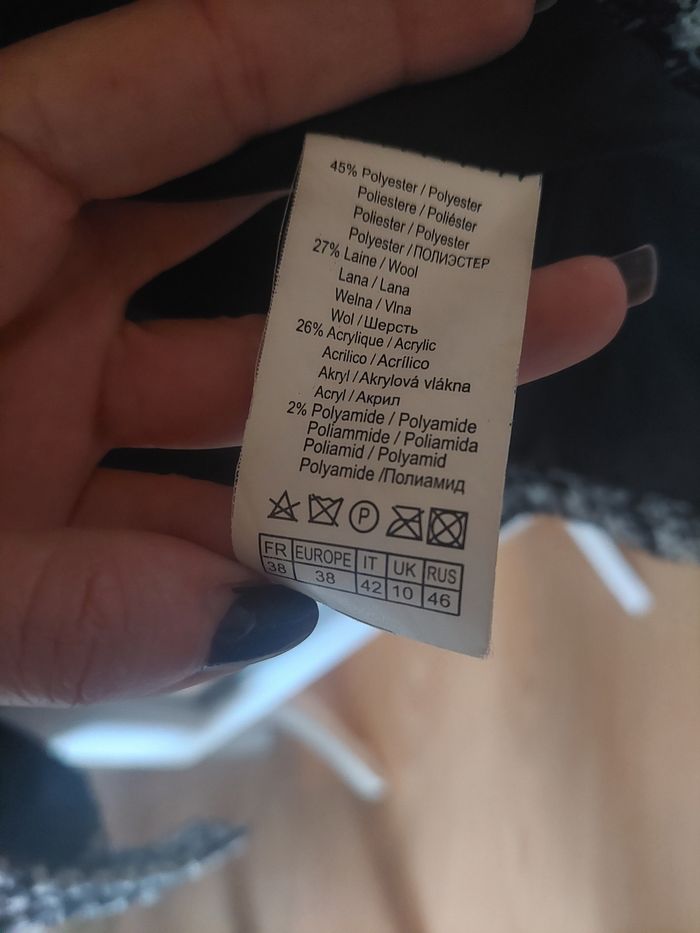 45% Polyester / Polyester
Poliestere / Poliéster
Poliester / Polyester
Polyester / ПОЛИЭСТЕР
27% Laine / Wool
Lana / Lana
Welna / Vlna
Wol / Шерсть
26% Acrylique / Acrylic
Acrilico / Acrílico
Akryl / Akrylová vlákna
Acryl / Акрил
2% Polyamide / Polyamide
Poliammide / Poliamida
Poliamid / Polyamid
Polyamide /Полиамид
P
FR EUROPE IT UK RUS
38 38 42 10 46